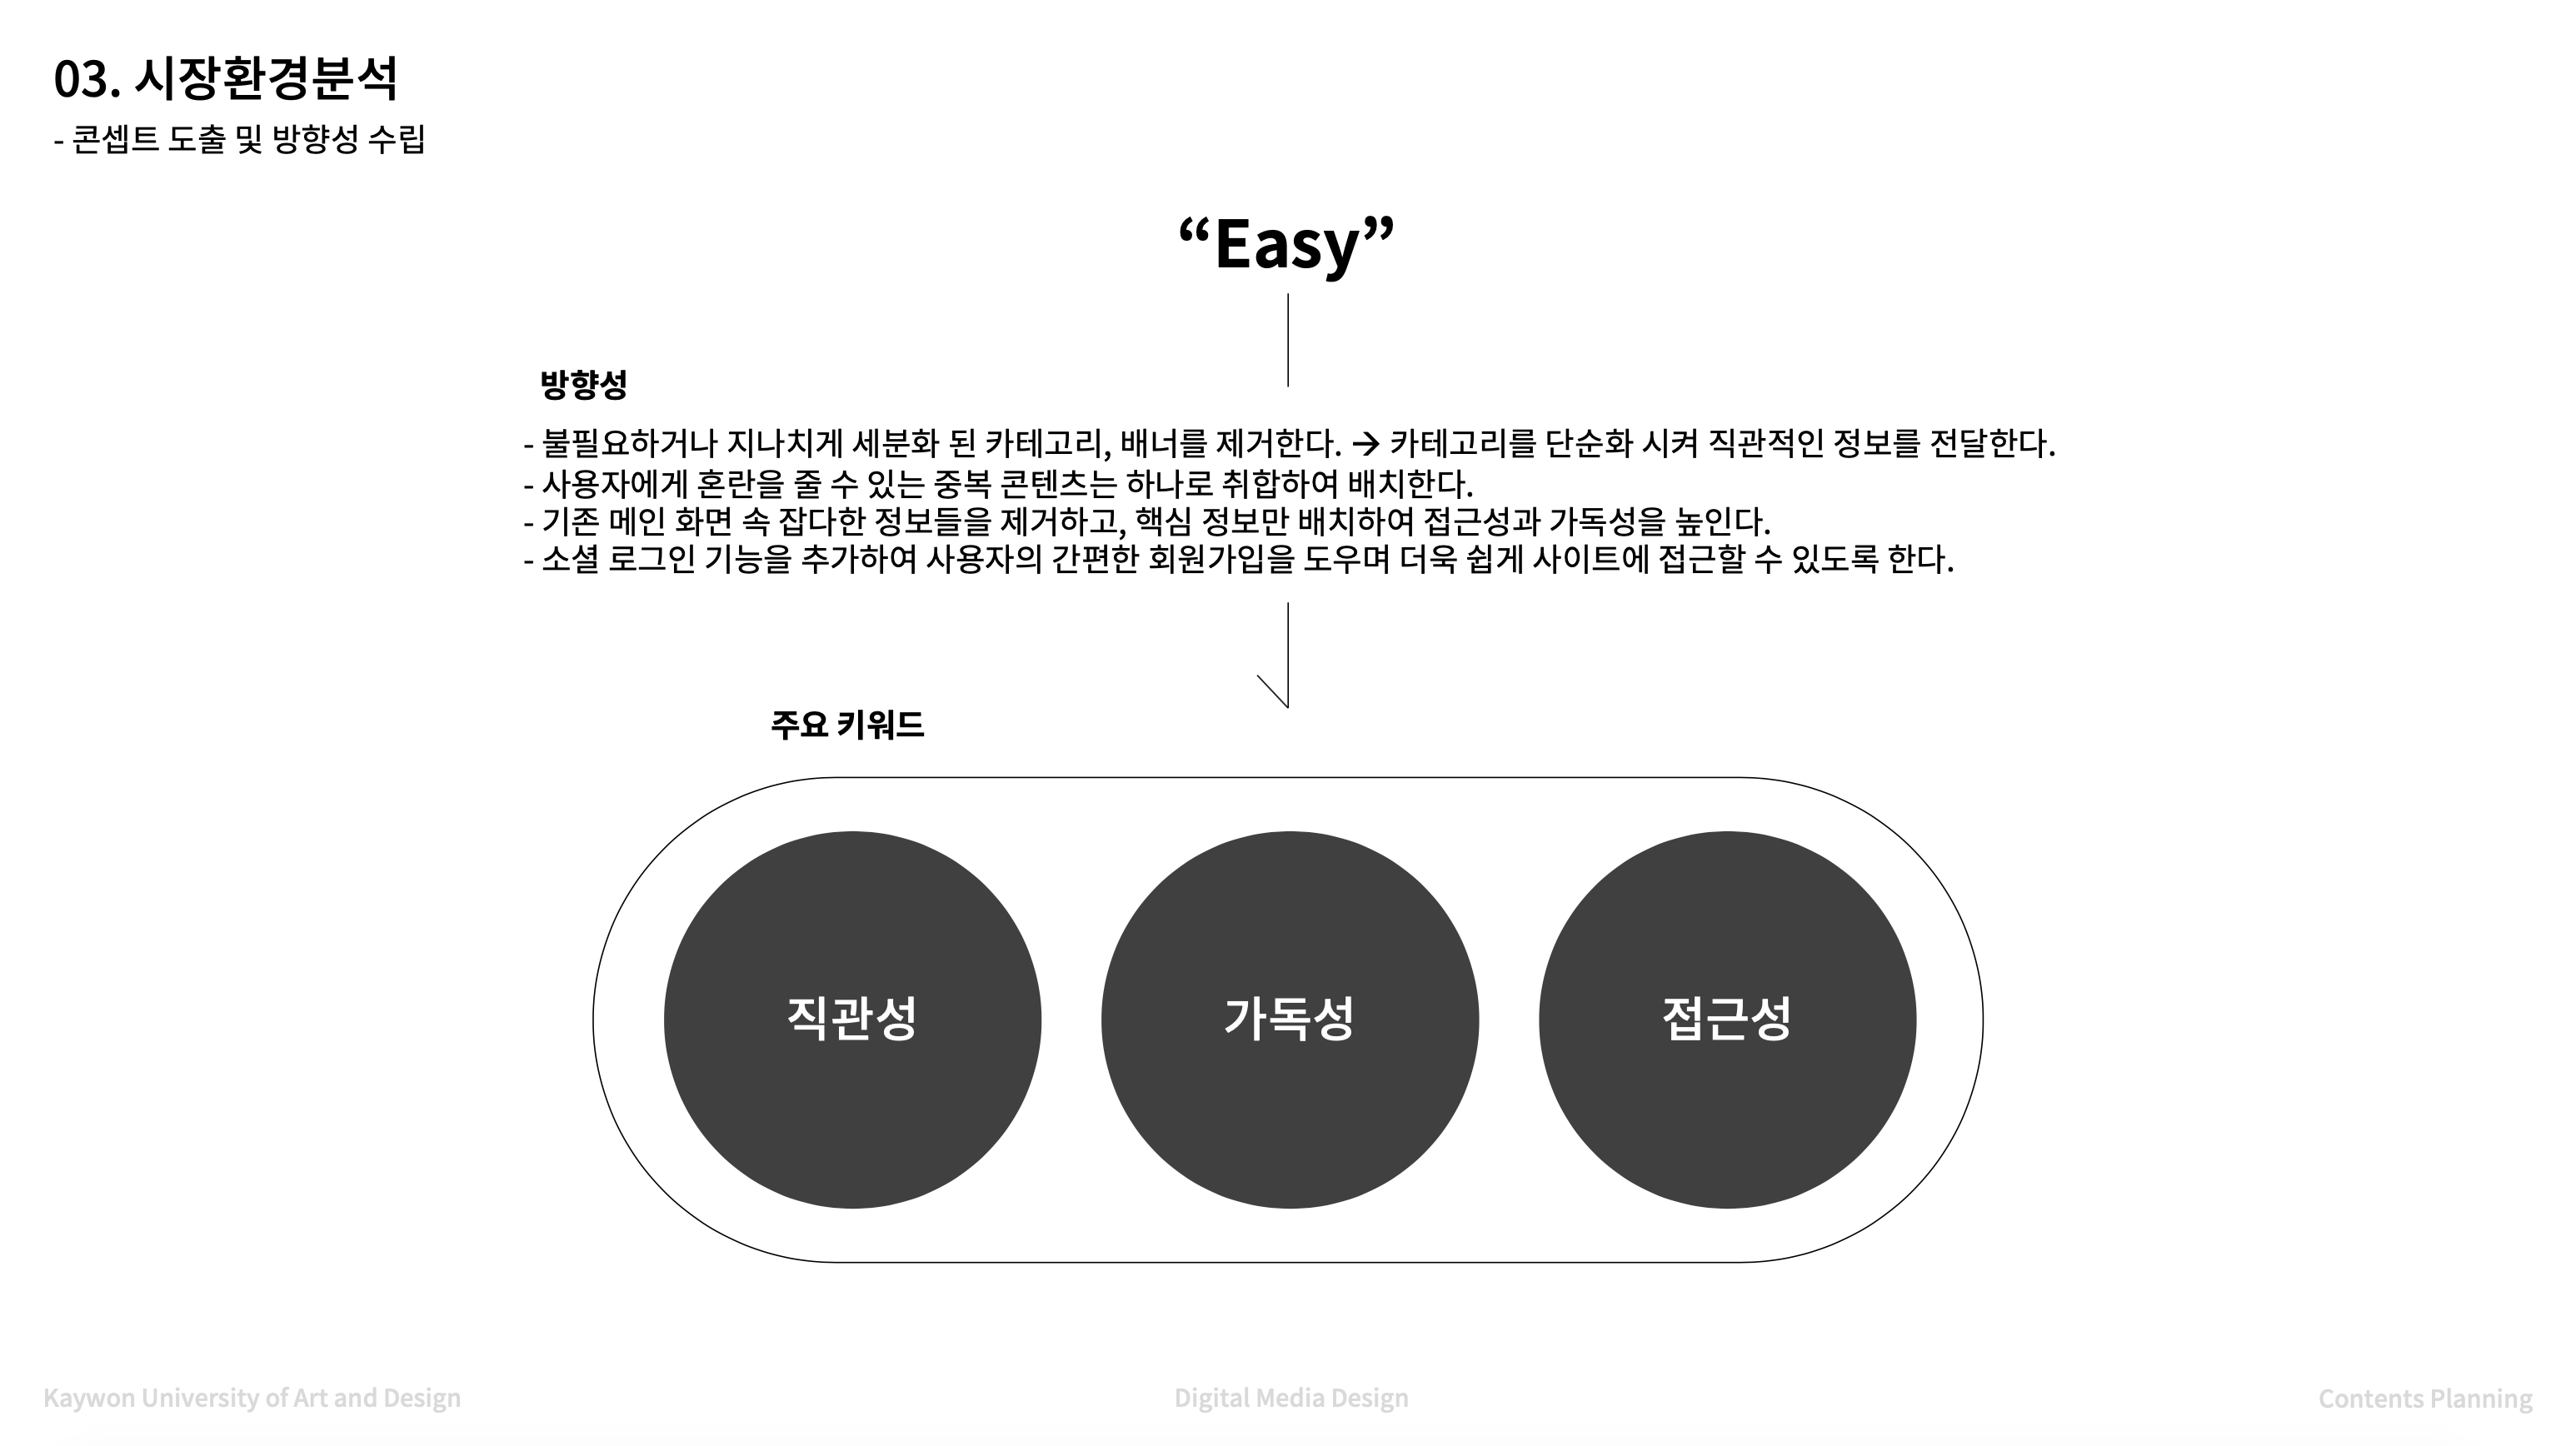 03. 시장환경분석
- 콘셉트 도출 및 방향성 수립
“Easy”
방향성
- 불필요하거나 지나치게 세분화 된 카테고리, 배너를 제거한다. → 카테고리를 단순화 시켜 직관적인 정보를 전달한다.
- 사용자에게 혼란을 줄 수 있는 중복 콘텐츠는 하나로 취합하여 배치한다.
- 기존 메인 화면 속 잡다한 정보들을 제거하고, 핵심 정보만 배치하여 접근성과 가독성을 높인다.
- 소셜 로그인 기능을 추가하여 사용자의 간편한 회원가입을 도우며 더욱 쉽게 사이트에 접근할 수 있도록 한다.
주요 키워드
직관성
가독성
접근성
Kaywon University of Art and Design
Digital Media Design
Contents Planning